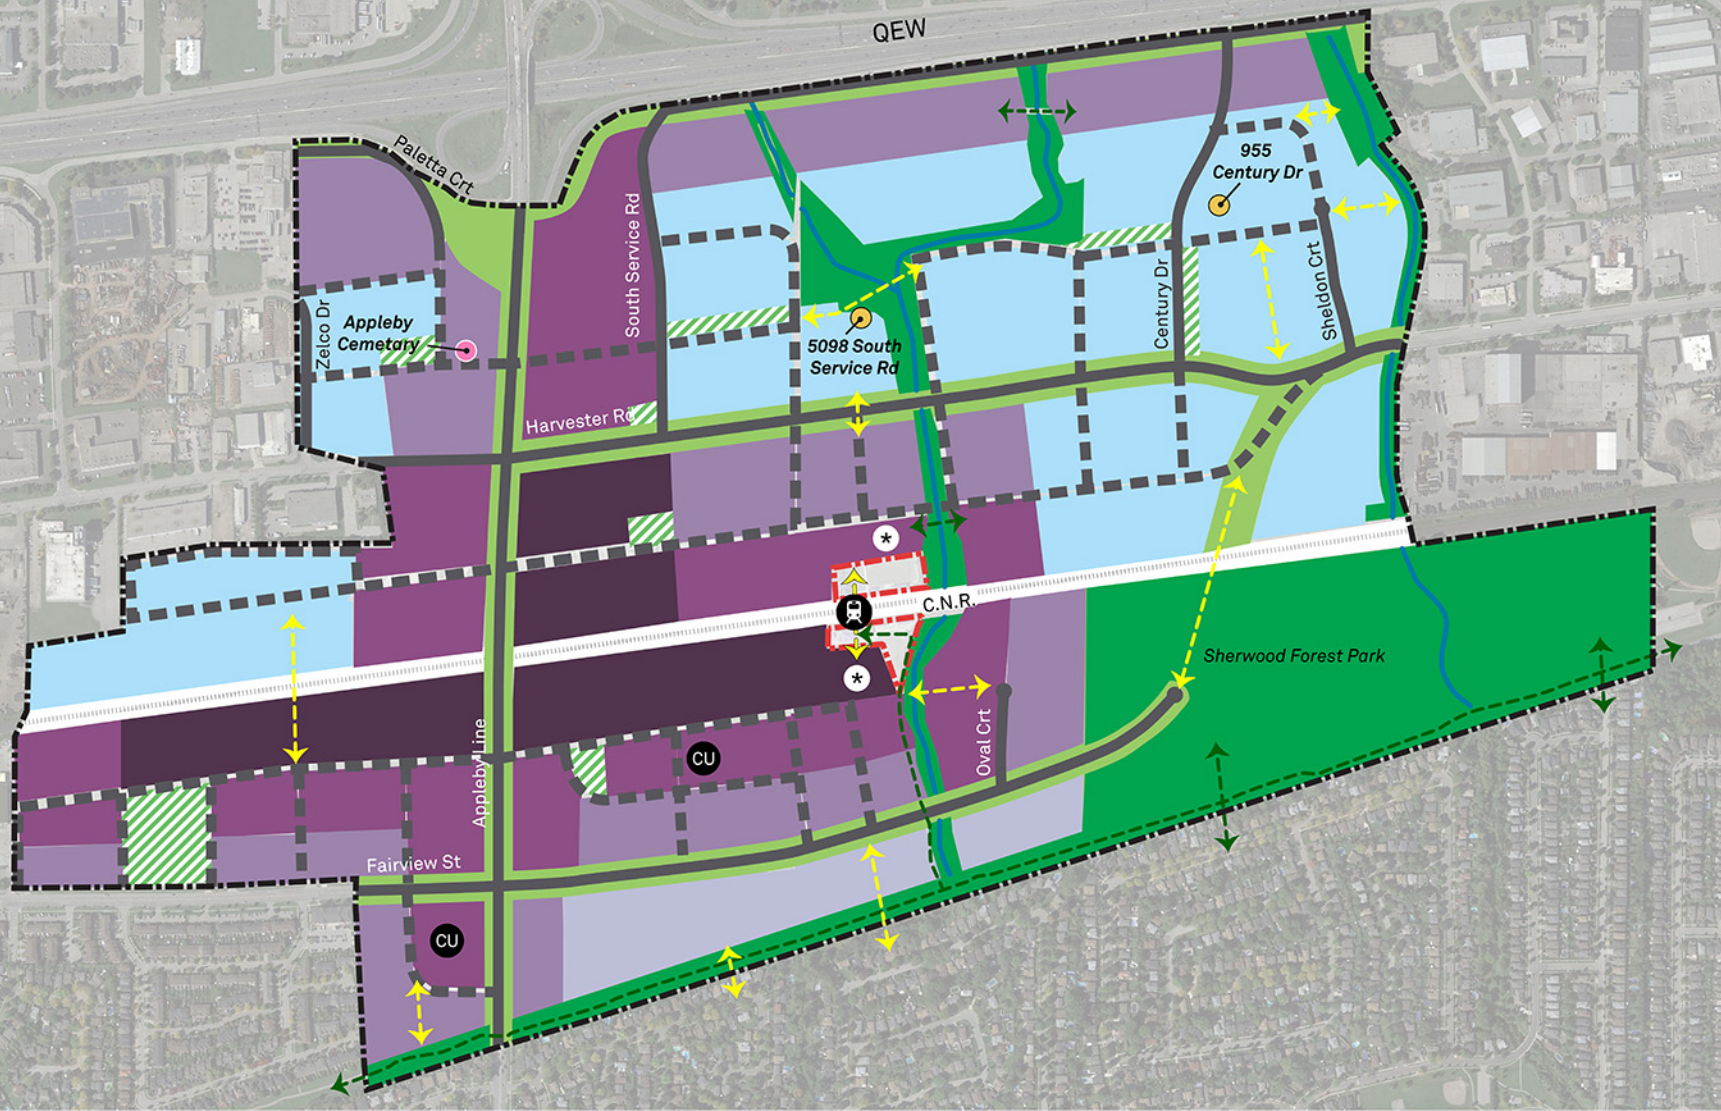 QEW
Paletta Crt
955
Century Dr
South Service Rd
Zelco Dr
Appleby
Cemetary
5098 South
Service Rd
Century Dr
Sheldon Crt
Harvester Rd
*
C.N.R.
Sherwood Forest Park
*
Oval Crt
Appleby Line
CU
Fairview St
CU